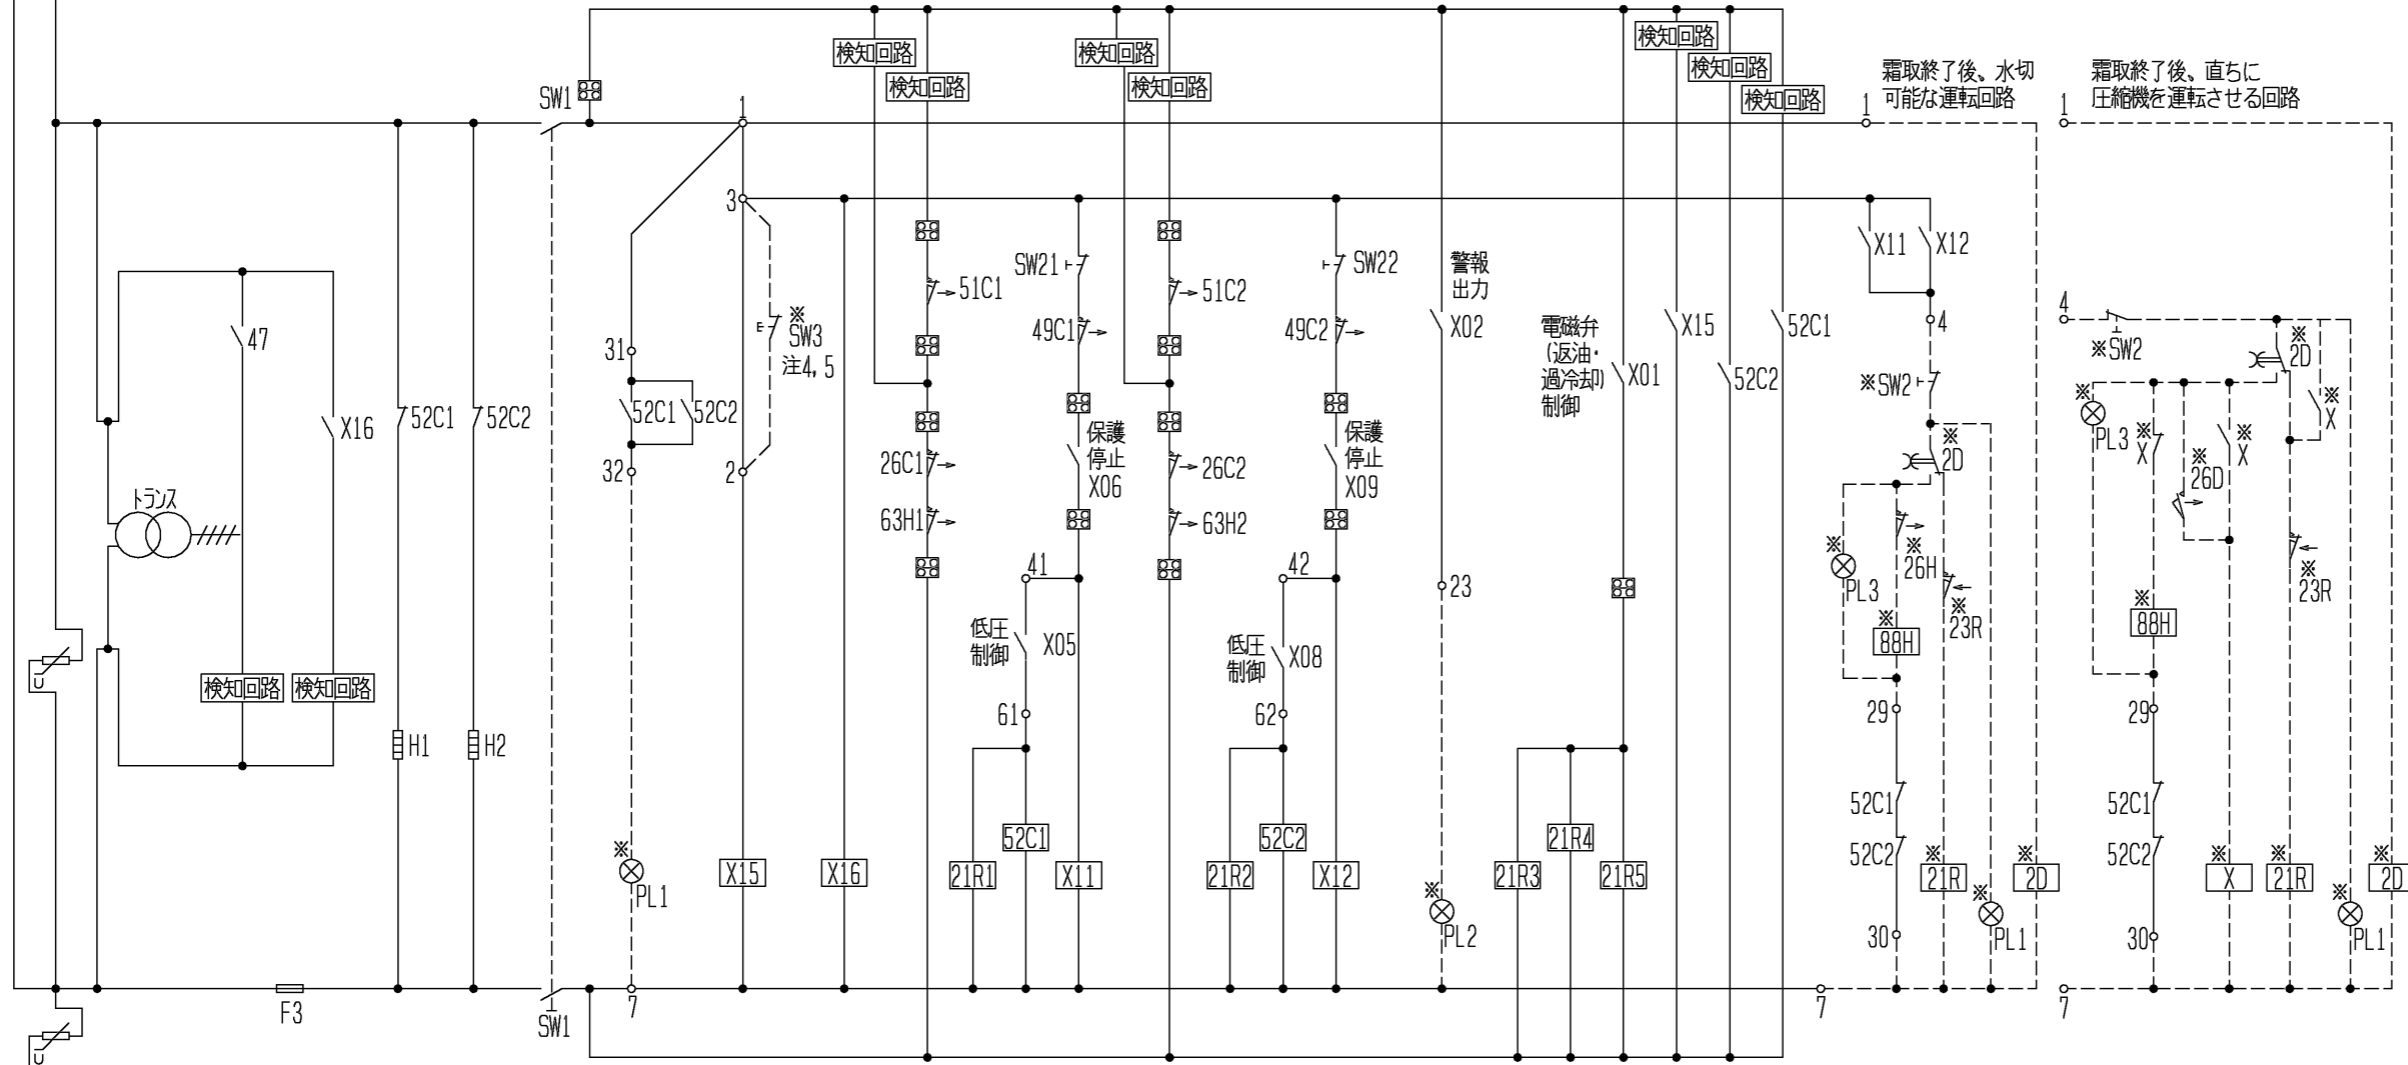 検知回路
検知回路
検知回路
検知回路
検知回路
検知回路
検知回路
霜取終了後、水切
可能な運転回路
霜取終了後、直ちに
圧縮機を運転させる回路
SW1
1
1
1
3
X11
X12
SW21
SW22
警報
出力
51C1
51C2
※
SW3
注4,5
47
49C1
49C2
X02
電磁弁
(返油・
過冷却)
制御
X01
X15
52C1
52C2
4
4
※SW2
※SW2
※
2D
31
52C1
52C2
32
2
X16
52C1
52C2
保護
停止
X06
保護
停止
X09
26C1
26C2
63H1
63H2
※
2D
※
PL3
※
X
※
26D
※
X
※
X
トランス
※
PL3
※
26H
※
23R
※
88H
※
23R
※
88H
41
42
23
低圧
制御
X05
低圧
制御
X08
検知回路
検知回路
61
62
29
29
H1
H2
52C1
52C2
52C1
52C2
※
PL1
X15
X16
21R1
52C1
X11
21R2
52C2
X12
※
PL2
21R3
21R4
21R5
※
21R
※
2D
※
PL1
※
X
※
21R
※
2D
※
PL1
30
30
U
U
F3
SW1
7
7
7